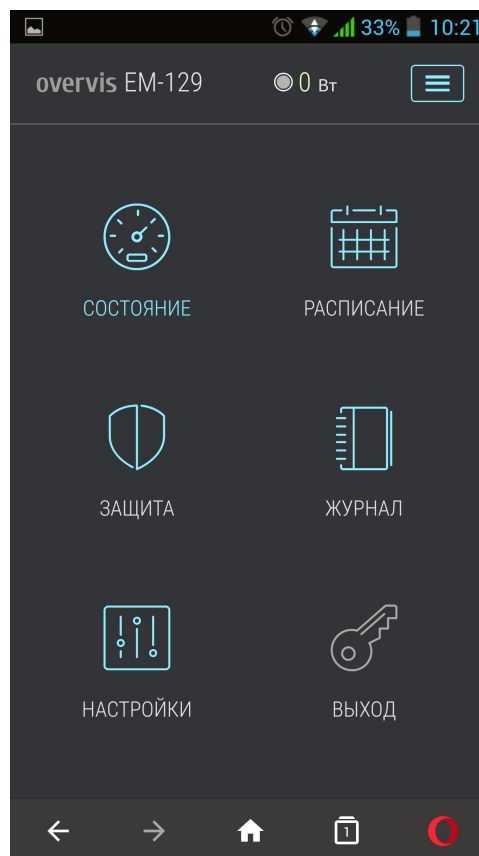 33% 10:21
overvis EM-129 0 Вт
СОСТОЯНИЕ РАСПИСАНИЕ
ЗАЩИТА ЖУРНАЛ
НАСТРОЙКИ ВЫХОД
1